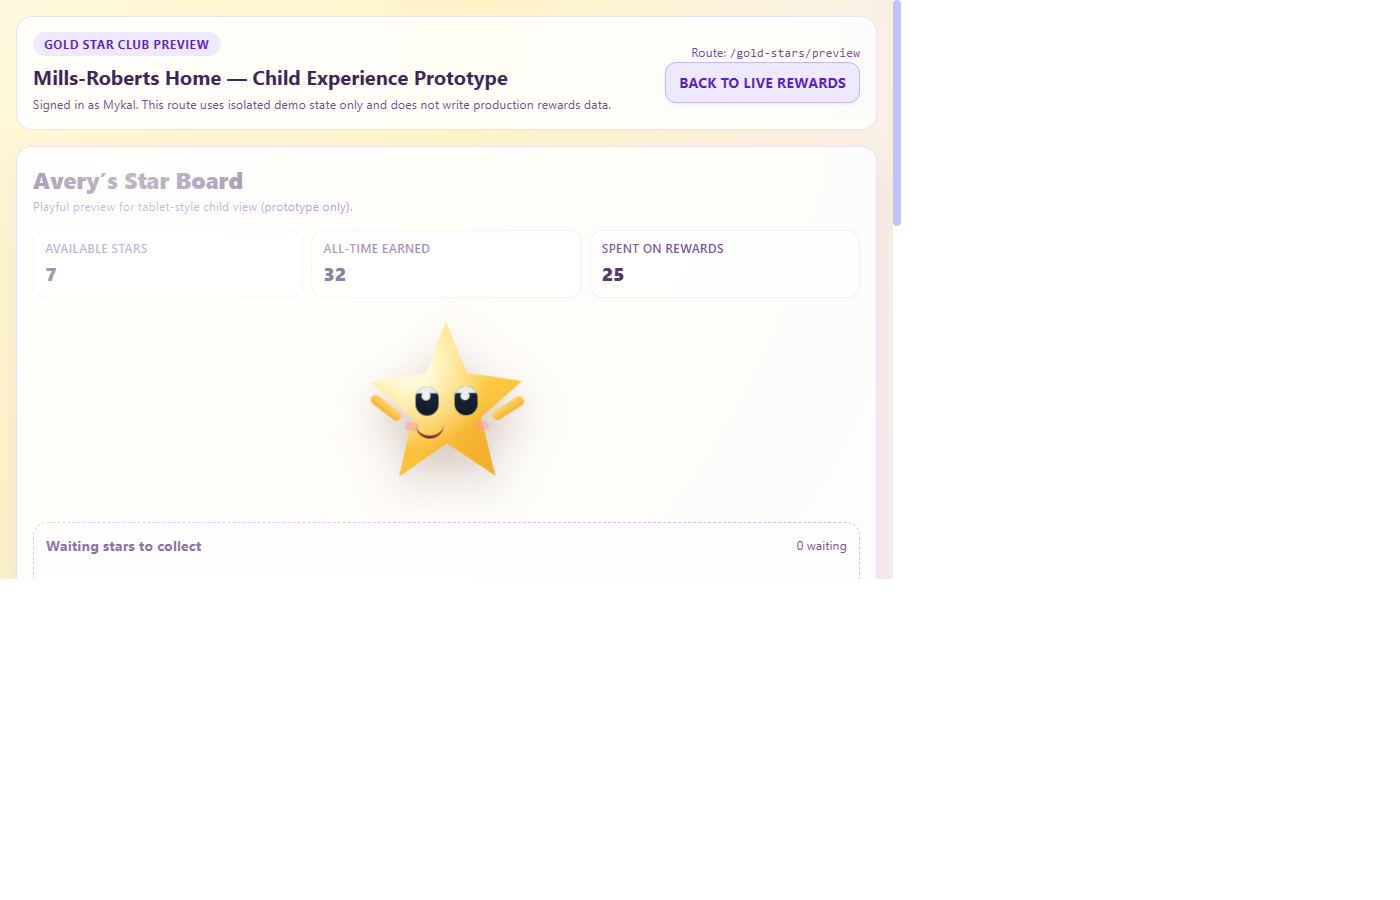 GOLD STAR CLUB PREVIEW
Mills-Roberts Home — Child Experience Prototype
Signed in as Mykal. This route uses isolated demo state only and does not write production rewards data.
Route: /gold-stars/preview
BACK TO LIVE REWARDS
Avery´s Star Board
Playful preview for tablet-style child view (prototype only).
AVAILABLE STARS
7
ALL-TIME EARNED
32
SPENT ON REWARDS
25
Waiting stars to collect
0 waiting